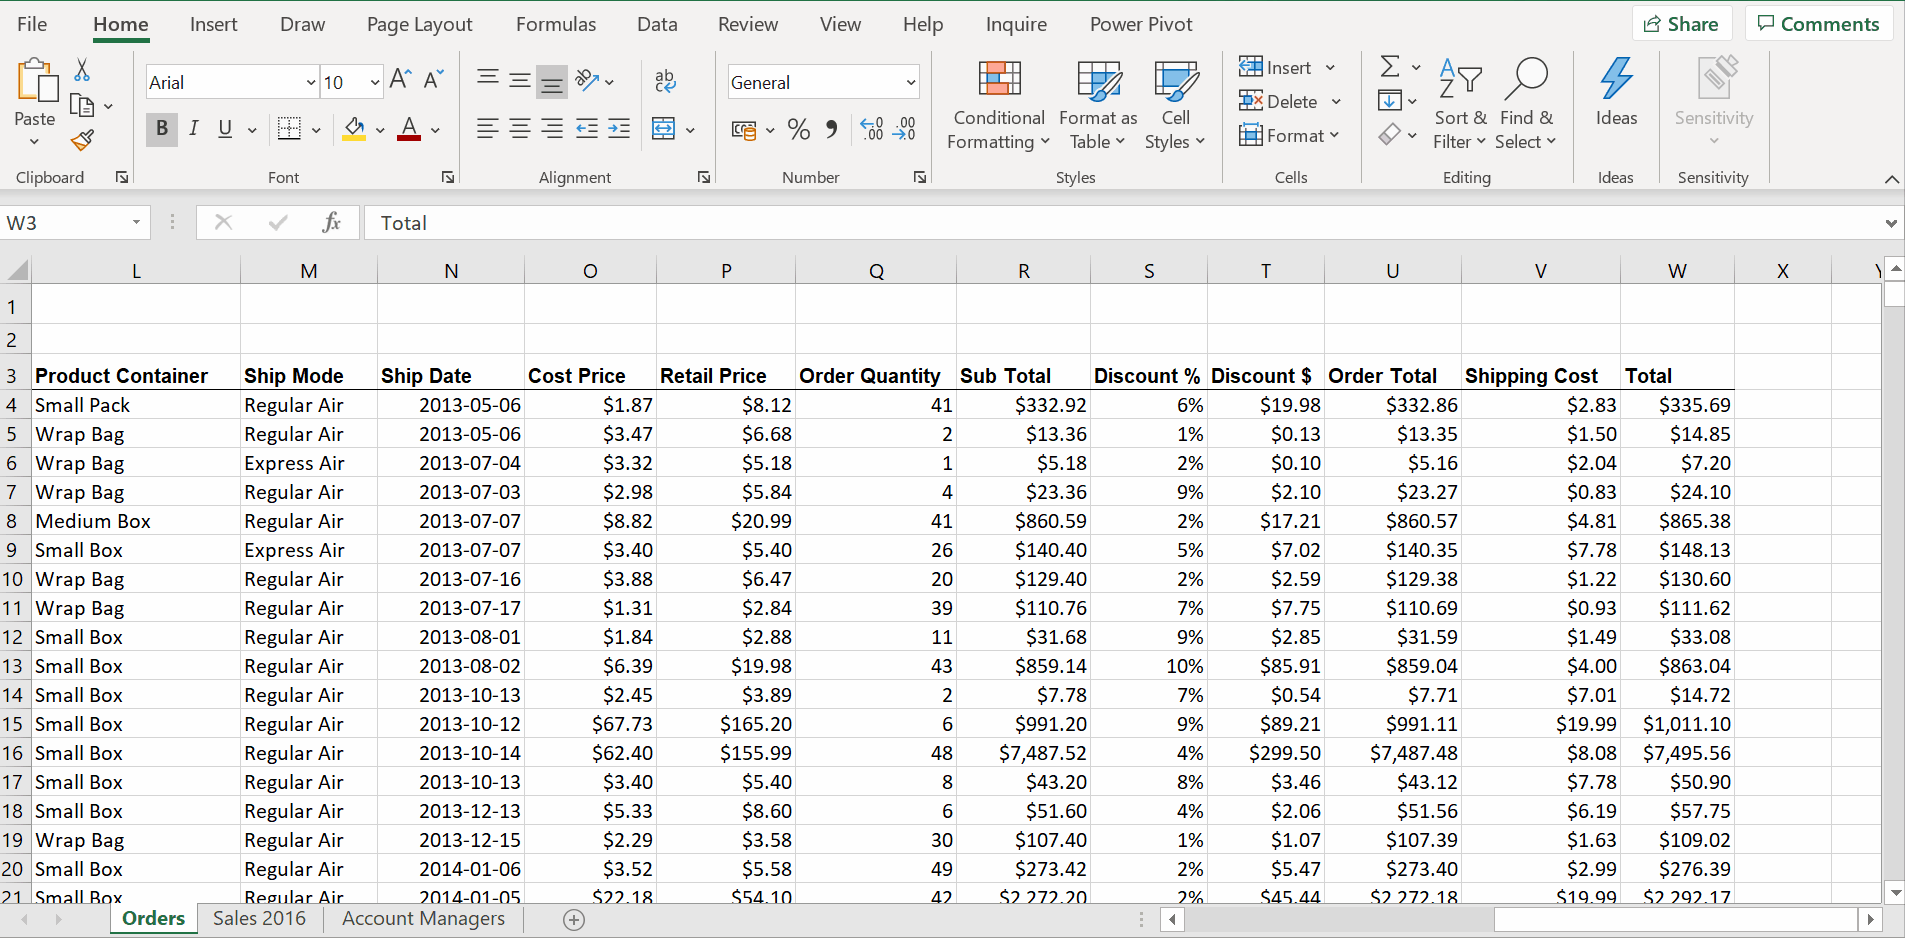 File Home Insert Draw Page Layout Formulas Data Review View Help Inquire Power Pivot Share Comments
Arial 10 ab c General Insert Σ A Z
Delete
Paste B I U A % 9 .00 .00 .0 Conditional Formatting Format as Table Cell Styles Format Sort & Filter Find & Select Ideas Sensitivity
Clipboard Font Alignment Number Styles Cells Editing Ideas Sensitivity
W3 fx Total
L M N O P Q R S T U V W X
1
2
3 Product Container Ship Mode Ship Date Cost Price Retail Price Order Quantity Sub Total Discount % Discount $ Order Total Shipping Cost Total
4 Small Pack Regular Air 2013-05-06 $1.87 $8.12 41 $332.92 6% $19.98 $332.86 $2.83 $335.69
5 Wrap Bag Regular Air 2013-05-06 $3.47 $6.68 2 $13.36 1% $0.13 $13.35 $1.50 $14.85
6 Wrap Bag Express Air 2013-07-04 $3.32 $5.18 1 $5.18 2% $0.10 $5.16 $2.04 $7.20
7 Wrap Bag Regular Air 2013-07-03 $2.98 $5.84 4 $23.36 9% $2.10 $23.27 $0.83 $24.10
8 Medium Box Regular Air 2013-07-07 $8.82 $20.99 41 $860.59 2% $17.21 $860.57 $4.81 $865.38
9 Small Box Express Air 2013-07-07 $3.40 $5.40 26 $140.40 5% $7.02 $140.35 $7.78 $148.13
10 Wrap Bag Regular Air 2013-07-16 $3.88 $6.47 20 $129.40 2% $2.59 $129.38 $1.22 $130.60
11 Wrap Bag Regular Air 2013-07-17 $1.31 $2.84 39 $110.76 7% $7.75 $110.69 $0.93 $111.62
12 Small Box Regular Air 2013-08-01 $1.84 $2.88 11 $31.68 9% $2.85 $31.59 $1.49 $33.08
13 Small Box Regular Air 2013-08-02 $6.39 $19.98 43 $859.14 10% $85.91 $859.04 $4.00 $863.04
14 Small Box Regular Air 2013-10-13 $2.45 $3.89 2 $7.78 7% $0.54 $7.71 $7.01 $14.72
15 Small Box Regular Air 2013-10-12 $67.73 $165.20 6 $991.20 9% $89.21 $991.11 $19.99 $1,011.10
16 Small Box Regular Air 2013-10-14 $62.40 $155.99 48 $7,487.52 4% $299.50 $7,487.48 $8.08 $7,495.56
17 Small Box Regular Air 2013-10-13 $3.40 $5.40 8 $43.20 8% $3.46 $43.12 $7.78 $50.90
18 Small Box Regular Air 2013-12-13 $5.33 $8.60 6 $51.60 4% $2.06 $51.56 $6.19 $57.75
19 Wrap Bag Regular Air 2013-12-15 $2.29 $3.58 30 $107.40 1% $1.07 $107.39 $1.63 $109.02
20 Small Box Regular Air 2014-01-06 $3.52 $5.58 49 $273.42 2% $5.47 $273.40 $2.99 $276.39
21 Small Box Regular Air 2014-01-05 $22.18 $54.10 42 $2,272.20 2% $45.44 $2,272.18 $19.99 $2,292.17
Orders Sales 2016 Account Managers